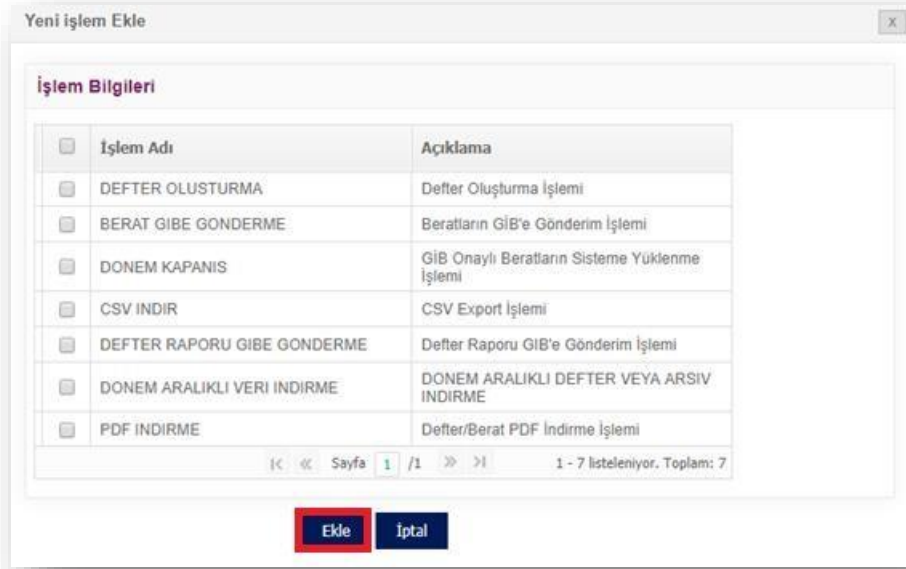 Yeni işlem Ekle
X
İşlem Bilgileri
İşlem Adı Açıklama
DEFTER OLUSTURMA Defter Oluşturma İşlemi
BERAT GIBE GONDERME Beratların GİB'e Gönderim İşlemi
DONEM KAPANIS GİB Onaylı Beratların Sisteme Yüklenme
İşlemi
CSV INDIR CSV Export İşlemi
DEFTER RAPORU GIBE GONDERME Defter Raporu GIB'e Gönderim İşlemi
DONEM ARALIKLI VERI INDIRME DONEM ARALIKLI DEFTER VEYA ARSIV
INDIRME
PDF INDIRME Defter/Berat PDF İndirme İşlemi
Sayfa 1 /1 1 - 7 listeleniyor. Toplam: 7
Ekle İptal